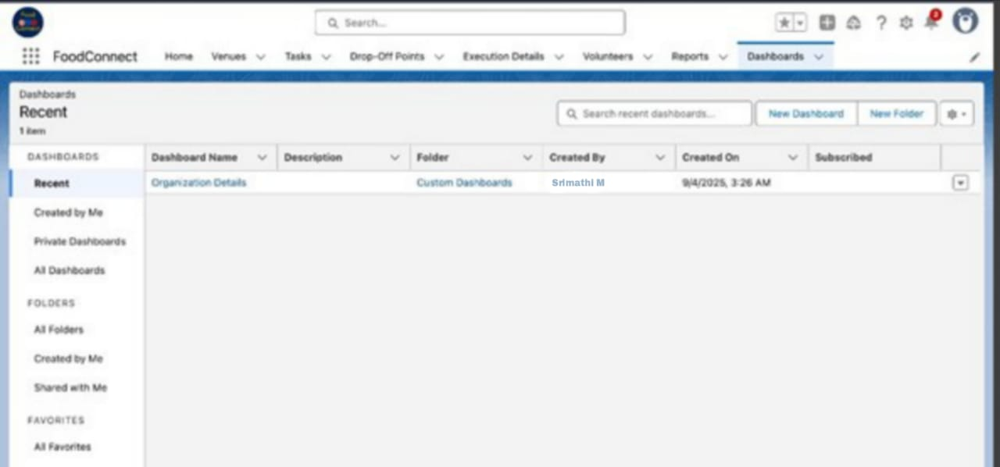 Search...
2
FoodConnect Home Venues Tasks Drop-Off Points Execution Details Volunteers Reports Dashboards
Dashboards
Recent
1 item
Search recent dashboards... New Dashboard New Folder
DASHBOARDS Dashboard Name Description Folder Created By Created On Subscribed
Recent Organization Details Custom Dashboards Srimathi M 9/4/2025, 3:26 AM
Created by Me
Private Dashboards
All Dashboards
FOLDERS
All Folders
Created by Me
Shared with Me
FAVORITES
All Favorites